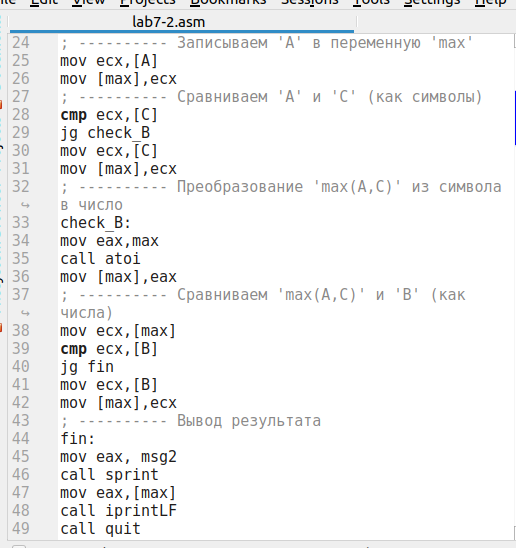 File Edit View Projects Bookmarks Sessions Tools Settings Help
lab7-2.asm
24 ; ---------- Записываем 'A' в переменную 'max'
25 mov ecx,[A]
26 mov [max],ecx
27 ; ---------- Сравниваем 'A' и 'С' (как символы)
28 cmp ecx,[C]
29 jg check_B
30 mov ecx,[C]
31 mov [max],ecx
32 ; ---------- Преобразование 'max(A,C)' из символа
↪ в число
33 check_B:
34 mov eax,max
35 call atoi
36 mov [max],eax
37 ; ---------- Сравниваем 'max(A,C)' и 'B' (как
↪ числа)
38 mov ecx,[max]
39 cmp ecx,[B]
40 jg fin
41 mov ecx,[B]
42 mov [max],ecx
43 ; ---------- Вывод результата
44 fin:
45 mov eax, msg2
46 call sprint
47 mov eax,[max]
48 call iprintLF
49 call quit